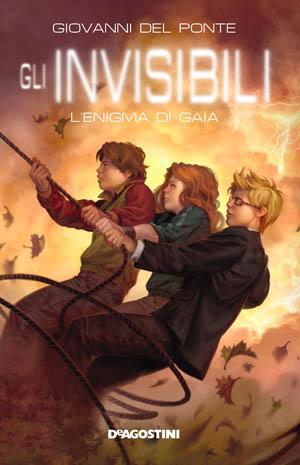 GIOVANNI DEL PONTE
GLI INVISIBILI
L'ENIGMA DI GAIA
DeAGOSTINI